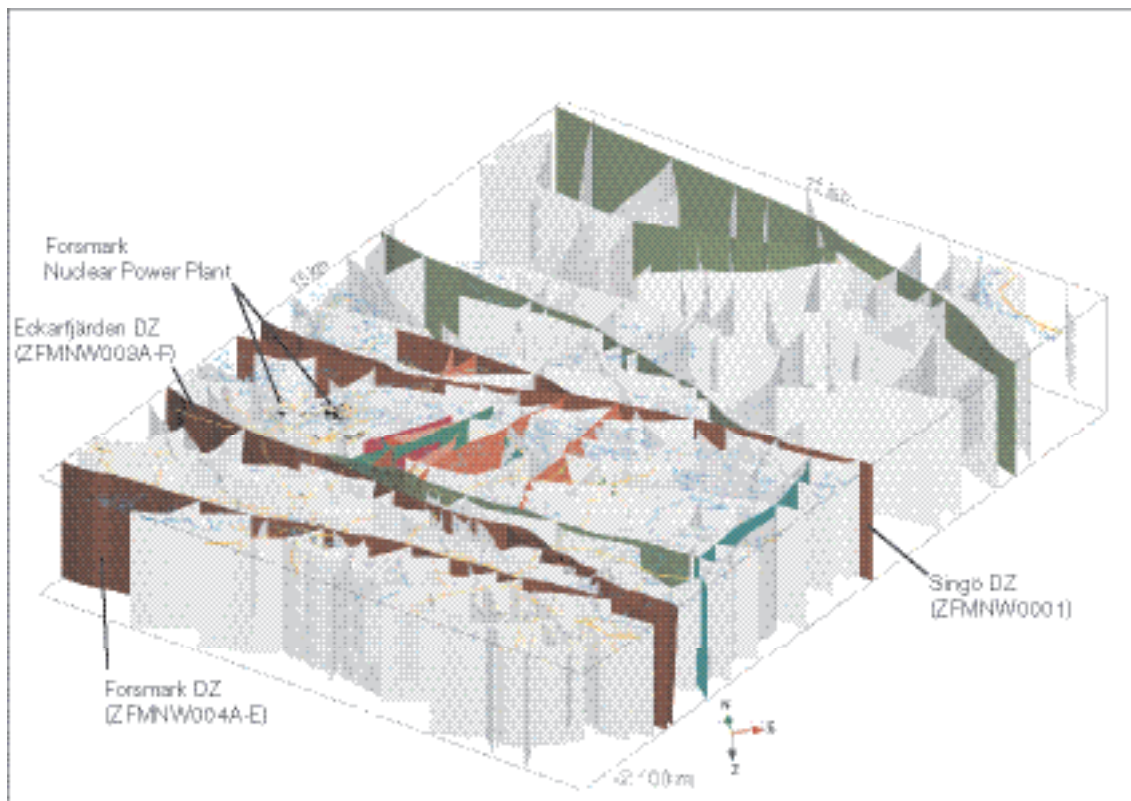 Forsmark
Nuclear Power Plant
Eckarfjärden DZ
(ZFMNW003A-F)
Singö DZ
(ZFMNW0001)
Forsmark DZ
(ZFMNW004A-E)
N
E
Z